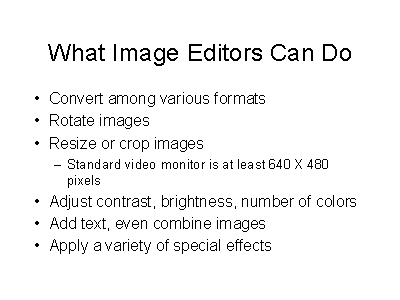 What Image Editors Can Do
• Convert among various formats
• Rotate images
• Resize or crop images
– Standard video monitor is at least 640 X 480
pixels
• Adjust contrast, brightness, number of colors
• Add text, even combine images
• Apply a variety of special effects